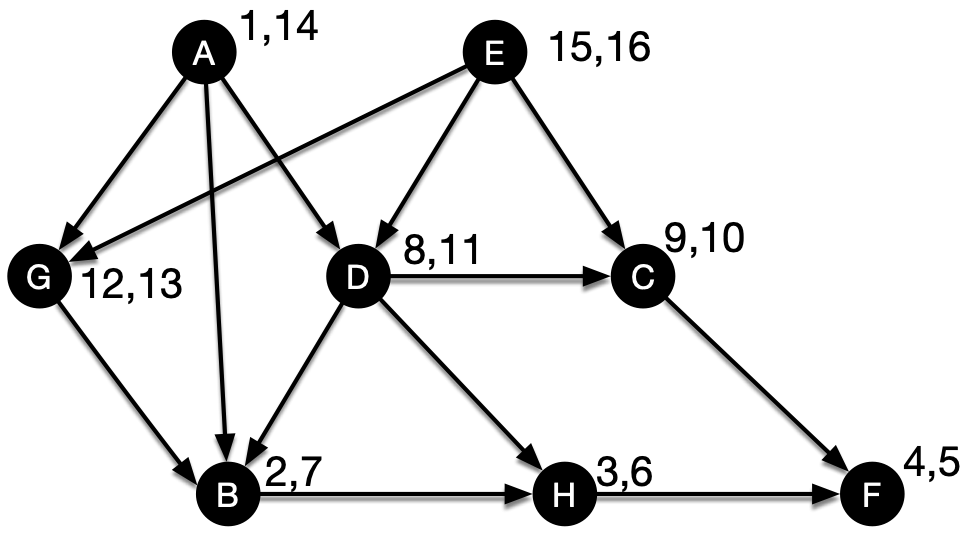 A 1,14
E 15,16
G 12,13
D 8,11
C 9,10
B 2,7
H 3,6
F 4,5